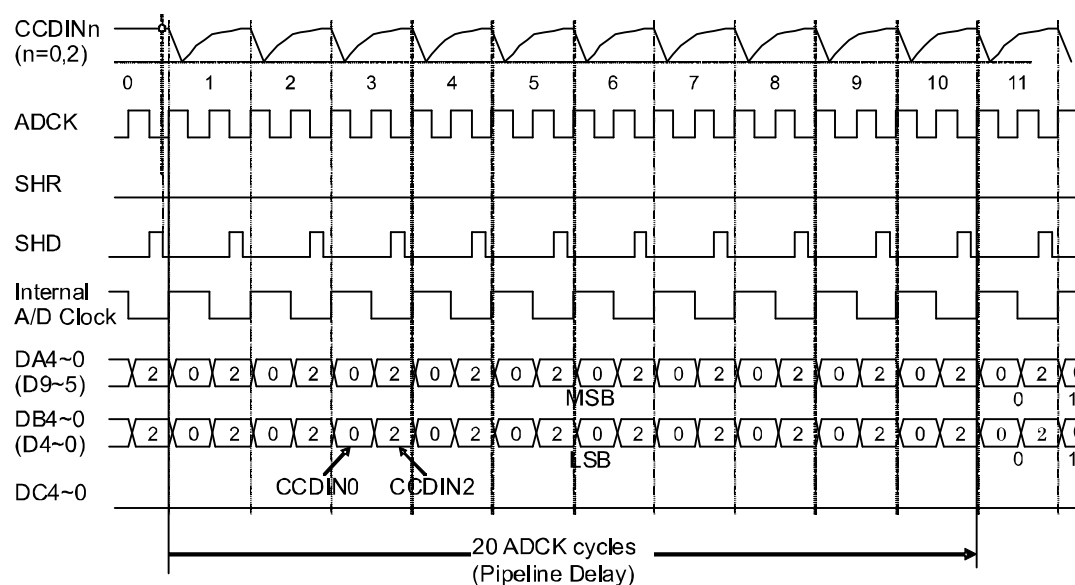 CCDINn
(n=0,2)
0 1 2 3 4 5 6 7 8 9 10 11
ADCK
SHR
SHD
Internal
A/D Clock
DA4~0
(D9~5)
2 0 2 0 2 0 2 0 2 0 2 0 2 0 2 0 2 0 2 0 2 0 2
MSB
0 1
DB4~0
(D4~0)
2 0 2 0 2 0 2 0 2 0 2 0 2 0 2 0 2 0 2 0 2 0 2
LSB
0 1
CCDIN0 CCDIN2
DC4~0
20 ADCK cycles
(Pipeline Delay)